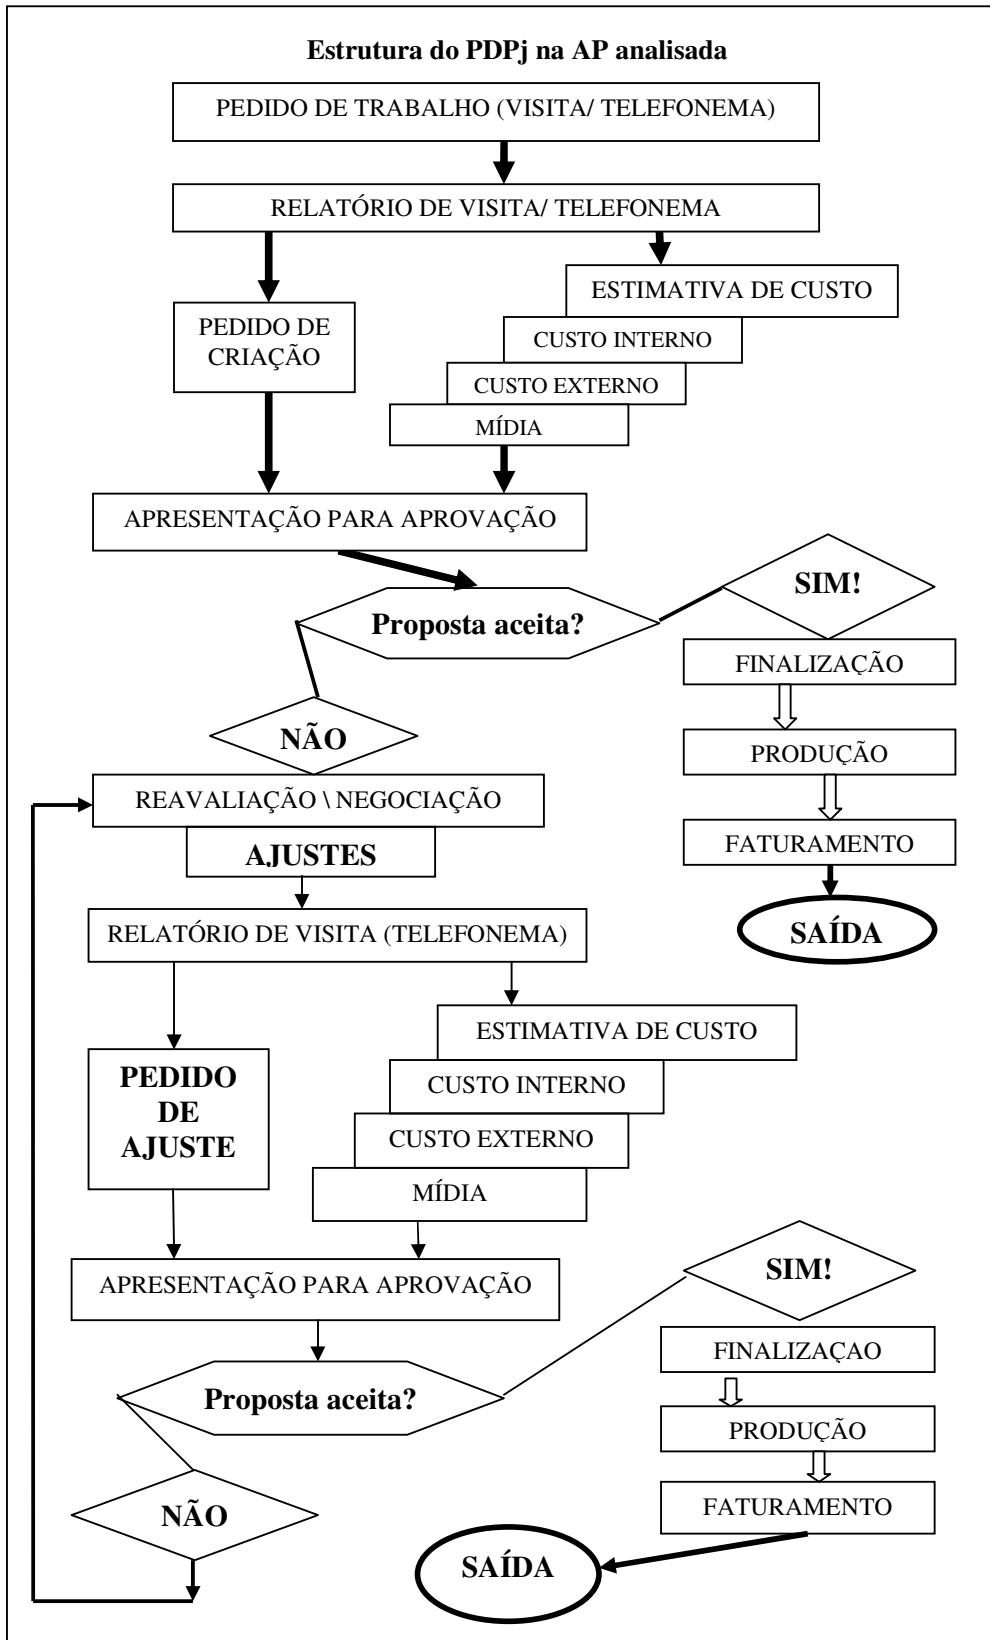 Estrutura do PDPj na AP analisada
PEDIDO DE TRABALHO (VISITA/ TELEFONEMA)
RELATÓRIO DE VISITA/ TELEFONEMA
ESTIMATIVA DE CUSTO
PEDIDO DE
CRIAÇÃO
CUSTO INTERNO
CUSTO EXTERNO
MÍDIA
APRESENTAÇÃO PARA APROVAÇÃO
Proposta aceita?
SIM!
FINALIZAÇÃO
PRODUÇÃO
FATURAMENTO
SAÍDA
NÃO
REAVALIAÇÃO \ NEGOCIAÇÃO
AJUSTES
RELATÓRIO DE VISITA (TELEFONEMA)
ESTIMATIVA DE CUSTO
PEDIDO
DE
AJUSTE
CUSTO INTERNO
CUSTO EXTERNO
MÍDIA
APRESENTAÇÃO PARA APROVAÇÃO
Proposta aceita?
SIM!
FINALIZAÇAO
PRODUÇÃO
FATURAMENTO
NÃO
SAÍDA